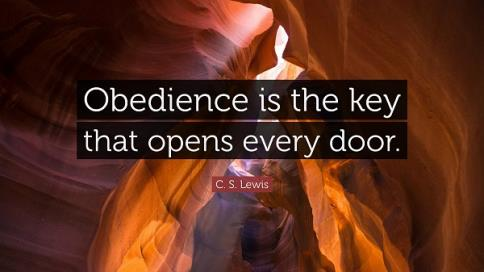 Obedience is the key
that opens every door.
C. S. Lewis